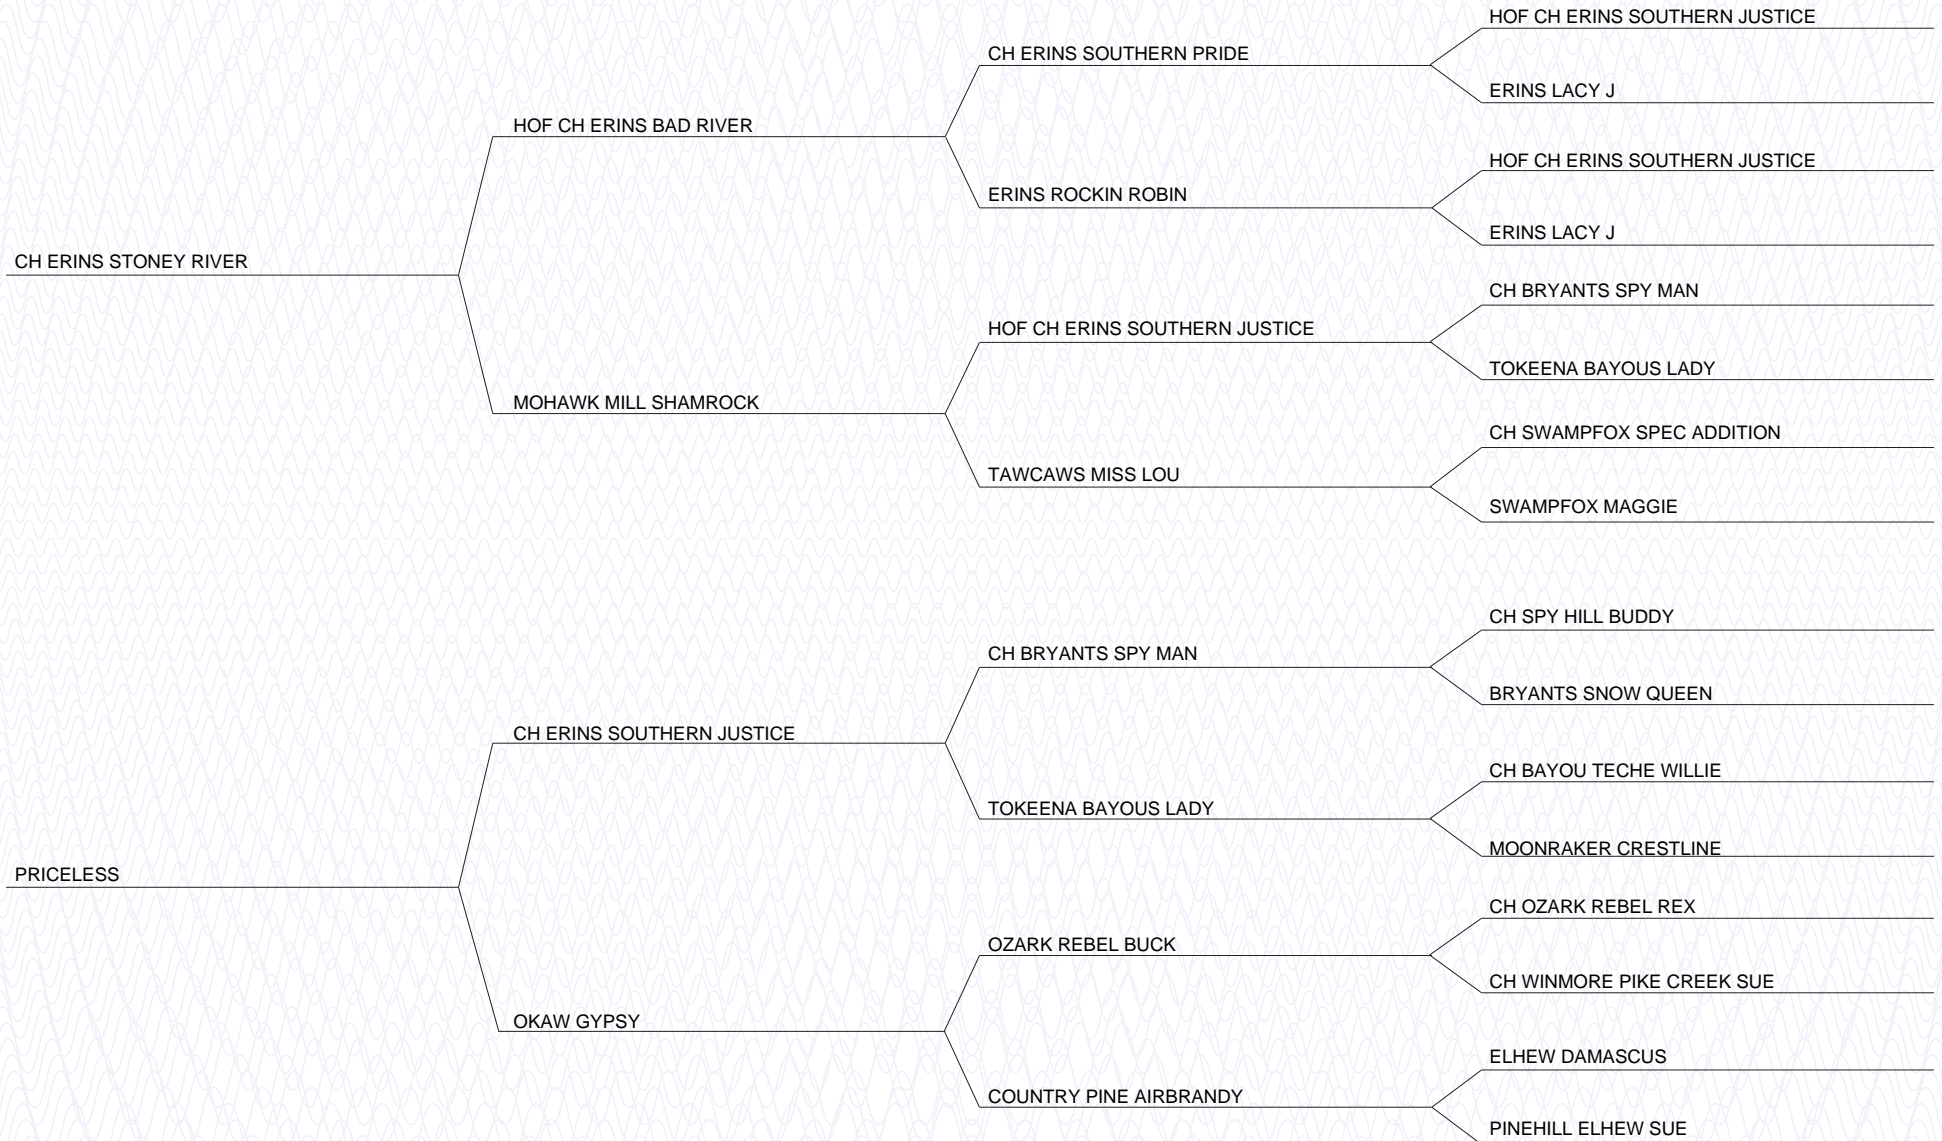 HOF CH ERINS SOUTHERN JUSTICE
CH ERINS SOUTHERN PRIDE
ERINS LACY J
HOF CH ERINS BAD RIVER
HOF CH ERINS SOUTHERN JUSTICE
ERINS ROCKIN ROBIN
ERINS LACY J
CH ERINS STONEY RIVER
CH BRYANTS SPY MAN
HOF CH ERINS SOUTHERN JUSTICE
TOKEENA BAYOUS LADY
MOHAWK MILL SHAMROCK
CH SWAMPFOX SPEC ADDITION
TAWCAWS MISS LOU
SWAMPFOX MAGGIE
CH SPY HILL BUDDY
CH BRYANTS SPY MAN
BRYANTS SNOW QUEEN
CH ERINS SOUTHERN JUSTICE
CH BAYOU TECHE WILLIE
TOKEENA BAYOUS LADY
MOONRAKER CRESTLINE
PRICELESS
CH OZARK REBEL REX
OZARK REBEL BUCK
CH WINMORE PIKE CREEK SUE
OKAW GYPSY
ELHEW DAMASCUS
COUNTRY PINE AIRBRANDY
PINEHILL ELHEW SUE